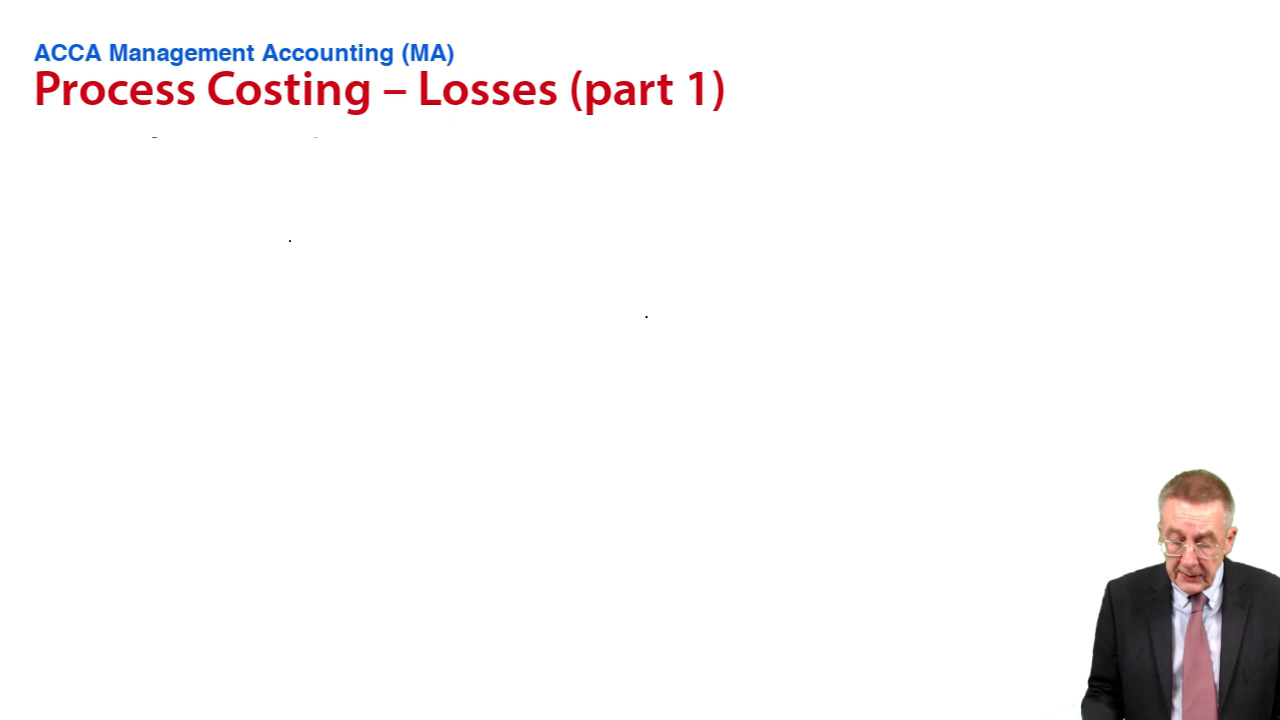 ACCA Management Accounting (MA)
Process Costing – Losses (part 1)